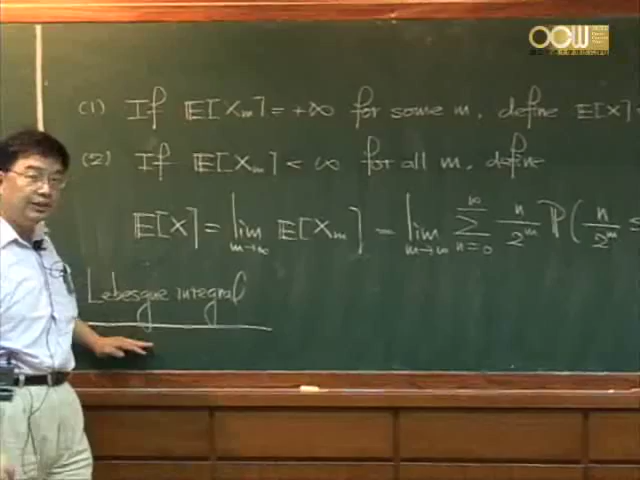 OCW
(1) If 𝔼[Xm] = +∞ for some m, define 𝔼[X] =
(2) If 𝔼[Xm] < ∞ for all m, define
𝔼[X] = lim m→∞ 𝔼[Xm] = lim m→∞ ∑ n=0 ∞ n/2^m ℙ( n/2^m ≤
Lebesgue integral